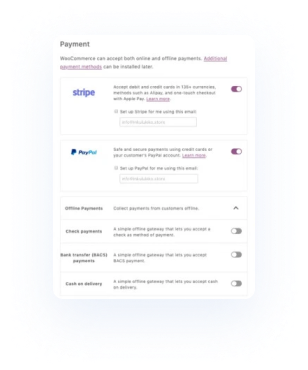 Payment
WooCommerce can accept both online and offline payments. Additional
payment methods can be installed later.
stripe
Accept debit and credit cards in 135+ currencies,
methods such as Alipay, and one-touch checkout
with Apple Pay. Learn more.
Set up Stripe for me using this email:
PayPal
Safe and secure payments using credit cards or
your customer's PayPal account. Learn more.
Set up PayPal for me using this email:
Offline Payments
Collect payments from customers offline.
Check payments
A simple offline gateway that lets you accept a
check as method of payment.
Bank transfer (BACS)
payments
A simple offline gateway that lets you accept
BACS payment.
Cash on delivery
A simple offline gateway that lets you accept cash
on delivery.